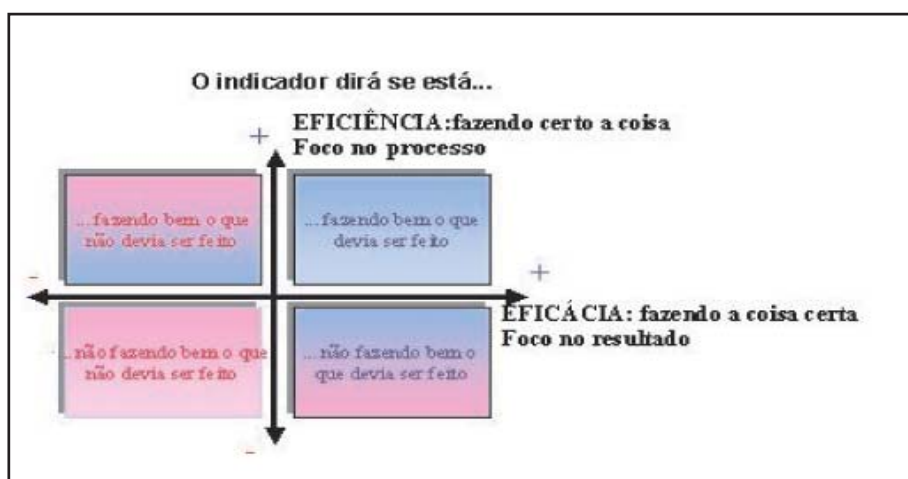 O indicador dirá se está...
+
EFICIÊNCIA:fazendo certo a coisa
Foco no processo
...fazendo bem o que
não devia ser feito
...fazendo bem o que
devia ser feito
-
+
EFICÁCIA: fazendo a coisa certa
Foco no resultado
...não fazendo bem o que
não devia ser feito
...não fazendo bem o
que devia ser feito
-